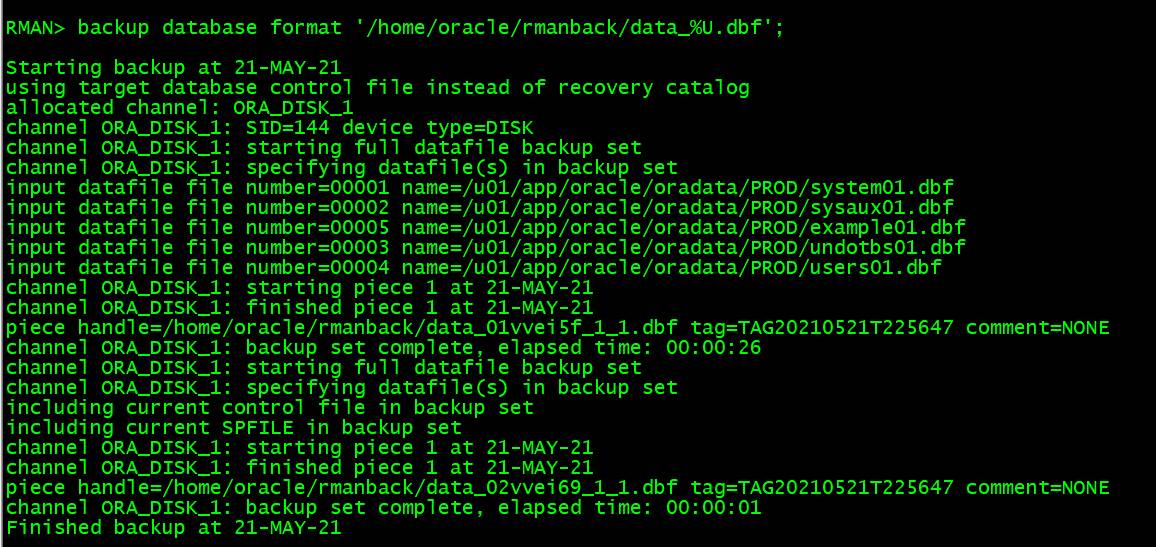 RMAN> backup database format '/home/oracle/rmanback/data_%U.dbf';
Starting backup at 21-MAY-21
using target database control file instead of recovery catalog
allocated channel: ORA_DISK_1
channel ORA_DISK_1: SID=144 device type=DISK
channel ORA_DISK_1: starting full datafile backup set
channel ORA_DISK_1: specifying datafile(s) in backup set
input datafile file number=00001 name=/u01/app/oracle/oradata/PROD/system01.dbf
input datafile file number=00002 name=/u01/app/oracle/oradata/PROD/sysaux01.dbf
input datafile file number=00005 name=/u01/app/oracle/oradata/PROD/example01.dbf
input datafile file number=00003 name=/u01/app/oracle/oradata/PROD/undotbs01.dbf
input datafile file number=00004 name=/u01/app/oracle/oradata/PROD/users01.dbf
channel ORA_DISK_1: starting piece 1 at 21-MAY-21
channel ORA_DISK_1: finished piece 1 at 21-MAY-21
piece handle=/home/oracle/rmanback/data_01vvei5f_1_1.dbf tag=TAG20210521T225647 comment=NONE
channel ORA_DISK_1: backup set complete, elapsed time: 00:00:26
channel ORA_DISK_1: starting full datafile backup set
channel ORA_DISK_1: specifying datafile(s) in backup set
including current control file in backup set
including current SPFILE in backup set
channel ORA_DISK_1: starting piece 1 at 21-MAY-21
channel ORA_DISK_1: finished piece 1 at 21-MAY-21
piece handle=/home/oracle/rmanback/data_02vvei69_1_1.dbf tag=TAG20210521T225647 comment=NONE
channel ORA_DISK_1: backup set complete, elapsed time: 00:00:01
Finished backup at 21-MAY-21